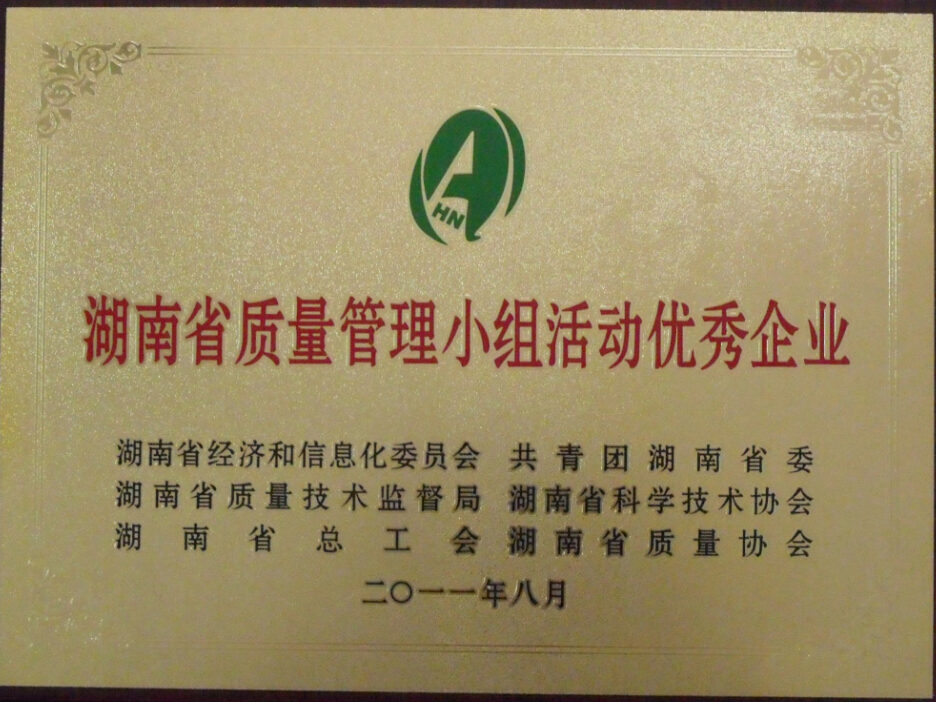 A
HN
湖南省质量管理小组活动优秀企业
湖南省经济和信息化委员会 共青团湖南省委
湖南省质量技术监督局 湖南省科学技术协会
湖南省总工会 湖南省质量协会
二〇一一年八月